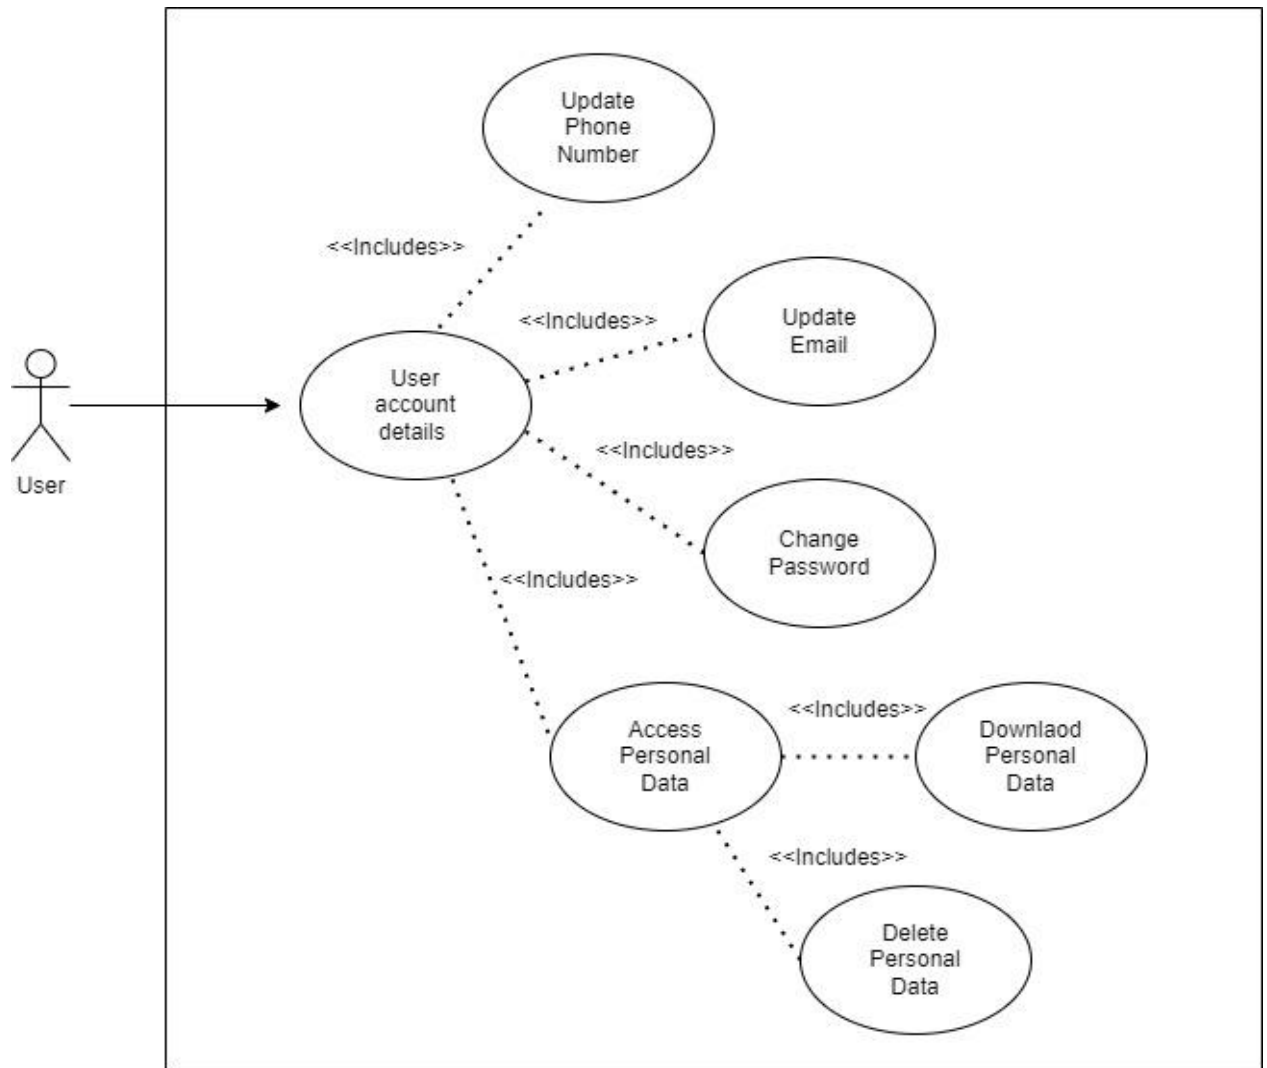 Update
Phone
Number
<<Includes>>
<<Includes>>
Update
Email
User
account
details
User
<<Includes>>
Change
Password
<<Includes>>
Access
Personal
Data
<<Includes>>
Downlaod
Personal
Data
<<Includes>>
Delete
Personal
Data